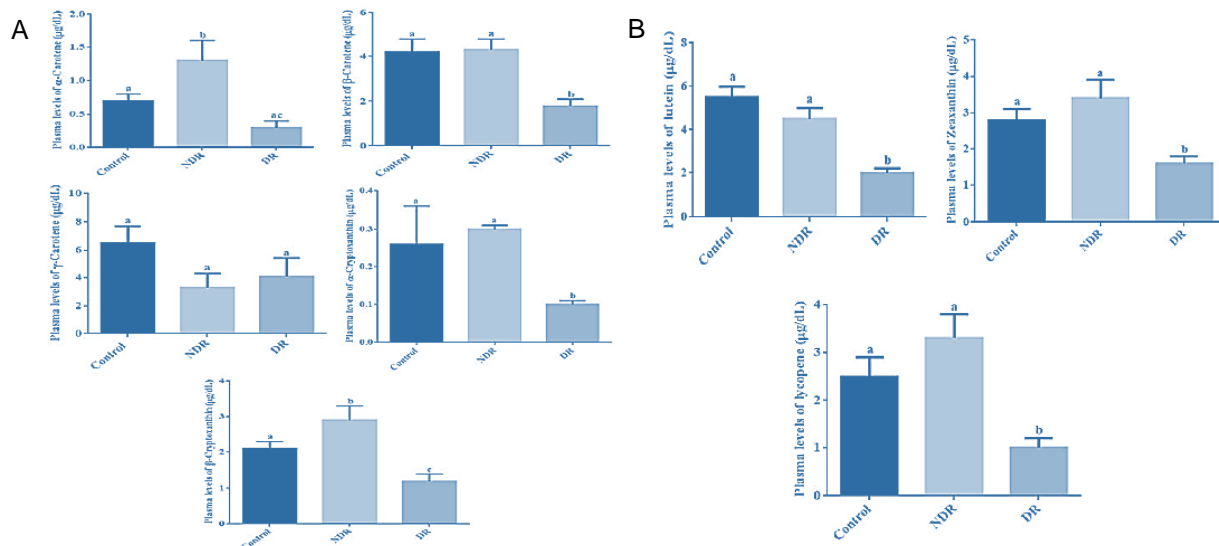 A
Plasma levels of α-Carotene (µg/dL)
2.0
1.5
1.0
0.5
0.0
a
b
ac
Control
NDR
DR
Plasma levels of β-Carotene (µg/dL)
6
4
2
0
a
a
b
Control
NDR
DR
Plasma levels of γ-Carotene (µg/dL)
10
8
6
4
2
0
a
a
a
Control
NDR
DR
Plasma levels of α-Cryptoxanthin (µg/dL)
0.4
0.3
0.1
0.0
a
a
b
Control
NDR
DR
Plasma levels of β-Cryptoxanthin (µg/dL)
4
3
2
1
0
a
b
c
Control
NDR
DR
B
Plasma levels of lutein (µg/dL)
8
6
4
2
0
a
a
b
Control
NDR
DR
Plasma levels of Zeaxanthin (µg/dL)
5
4
3
2
1
0
a
a
b
Control
NDR
DR
Plasma levels of lycopene (µg/dL)
4
3
2
1
0
a
a
b
Control
NDR
DR